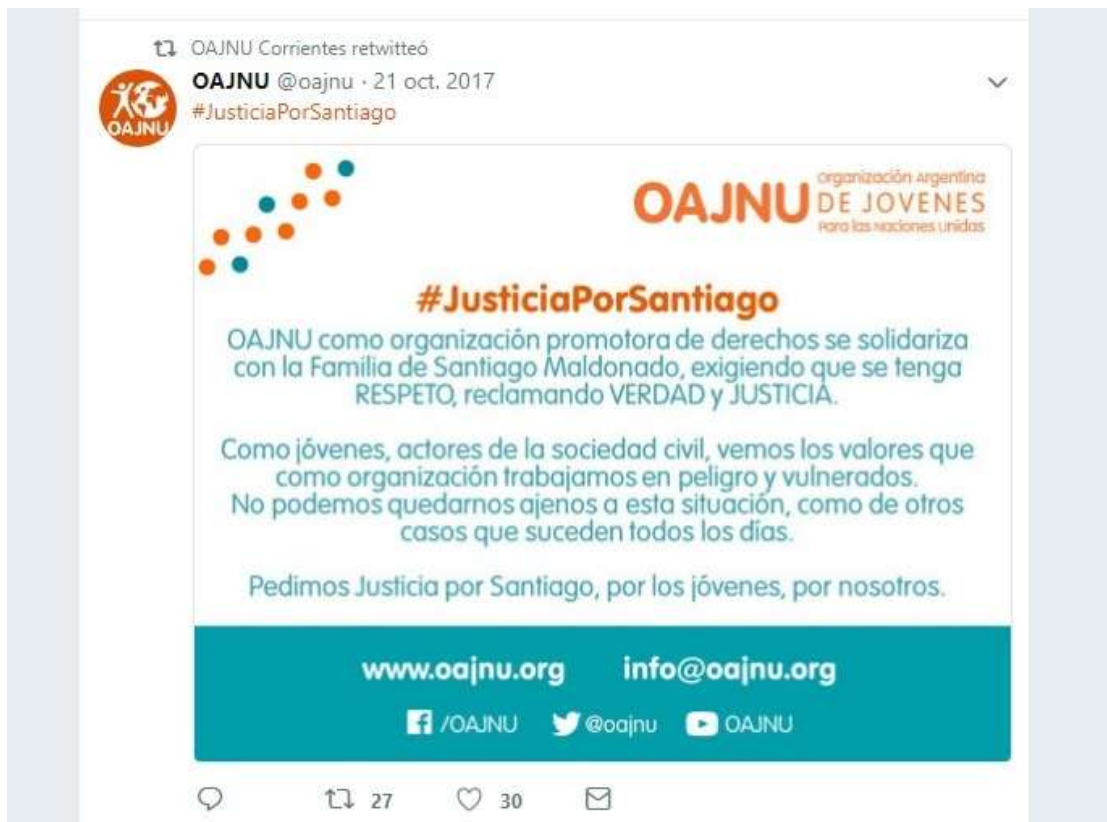 OAJNU Corrientes retwitteó
OAJNU @oajnu · 21 oct. 2017
#JusticiaPorSantiago
OAJNU
OAJNU
Organización Argentina
DE JOVENES
Para las Naciones Unidas
#JusticiaPorSantiago
OAJNU como organización promotora de derechos se solidariza
con la Familia de Santiago Maldonado, exigiendo que se tenga
RESPETO, reclamando VERDAD y JUSTICIA.
Como jóvenes, actores de la sociedad civil, vemos los valores que
como organización trabajamos en peligro y vulnerados.
No podemos quedarnos ajenos a esta situación, como de otros
casos que suceden todos los días.
Pedimos Justicia por Santiago, por los jóvenes, por nosotros.
www.oajnu.org info@oajnu.org
/OAJNU @oajnu OAJNU
27 30